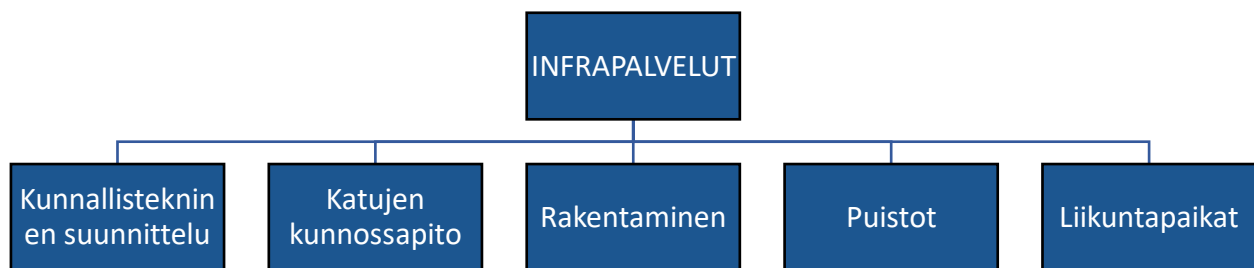 INFRAPALVELUT
Kunnallisteknin
en suunnittelu
Katujen
kunnossapito
Rakentaminen
Puistot
Liikuntapaikat